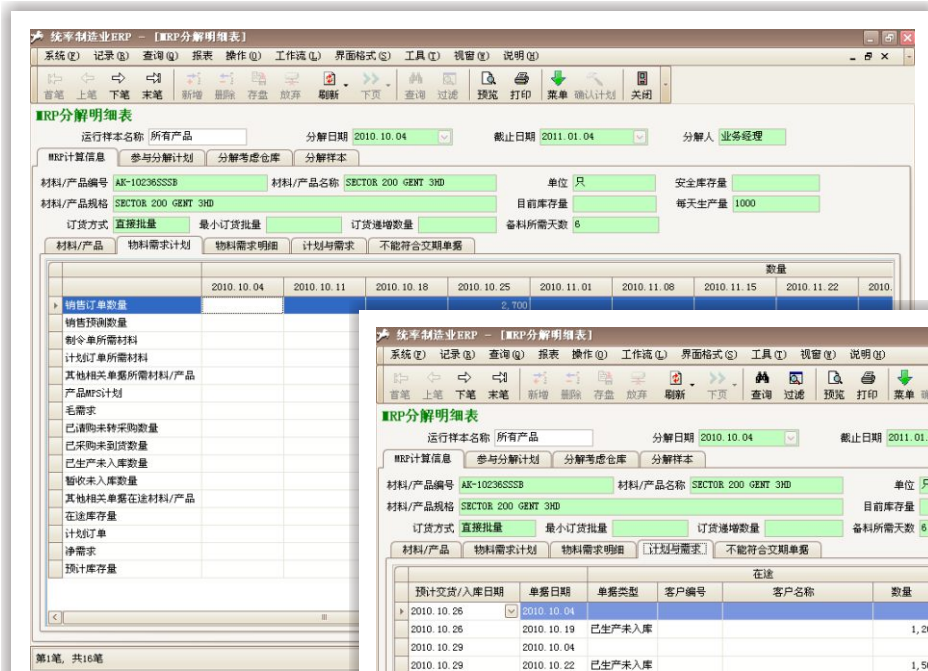 统率制造业ERP - [MRP分解明细表]
系统(F) 记录(R) 查询(Q) 报表 操作(O) 工作流(L) 界面格式(S) 工具(T) 视窗(W) 说明(H)
首笔 上笔 下笔 末笔 新增 删除 存盘 放弃 刷新 下页 查询 过滤 预览 打印 菜单 确认计划 关闭
MRP分解明细表
运行样本名称 所有产品 分解日期 2010.10.04 截止日期 2011.01.04 分解人 业务经理
MRP计算信息 参与分解计划 分解考虑仓库 分解样本
材料/产品编号 AK-10236SSSB 材料/产品名称 SECTOR 200 GENT 3HD 单位 只 安全库存量
材料/产品规格 SECTOR 200 GENT 3HD 目前库存量 每天生产量 1000
订货方式 直接批量 最小订货批量 订货递增数量 备料所需天数 6
材料/产品 物料需求计划 物料需求明细 计划与需求 不能符合交期单据
数量
2010.10.04 2010.10.11 2010.10.18 2010.10.25 2010.11.01 2010.11.08 2010.11.15 2010.11.22 2010.
销售订单数量 2,700
销售预测数量
制令单所需材料
计划订单所需材料
其他相关单据所需材料/产品
产品MPS计划
毛需求
已请购未转采购数量
已采购未到货数量
已生产未入库数量
暂收未入库数量
其他相关单据在途材料/产品
在途库存量
计划订单
净需求
预计库存量
第1笔, 共16笔
统率制造业ERP - [MRP分解明细表]
系统(F) 记录(R) 查询(Q) 报表 操作(O) 工作流(L) 界面格式(S) 工具(T) 视窗(W) 说明(H)
首笔 上笔 下笔 末笔 新增 删除 存盘 放弃 刷新 下页 查询 过滤 预览 打印 菜单
MRP分解明细表
运行样本名称 所有产品 分解日期 2010.10.04 截止日期 2011.01.
MRP计算信息 参与分解计划 分解考虑仓库 分解样本
材料/产品编号 AK-10236SSSB 材料/产品名称 SECTOR 200 GENT 3HD 单位 只
材料/产品规格 SECTOR 200 GENT 3HD 目前库存量
订货方式 直接批量 最小订货批量 订货递增数量 备料所需天数 6
材料/产品 物料需求计划 物料需求明细 计划与需求 不能符合交期单据
在途
预计交货/入库日期 单据日期 单据类型 客户编号 客户名称 数量
2010.10.26 2010.10.04
2010.10.26 2010.10.19 已生产未入库 1,20
2010.10.29 2010.10.04
2010.10.29 2010.10.22 已生产未入库 1,50